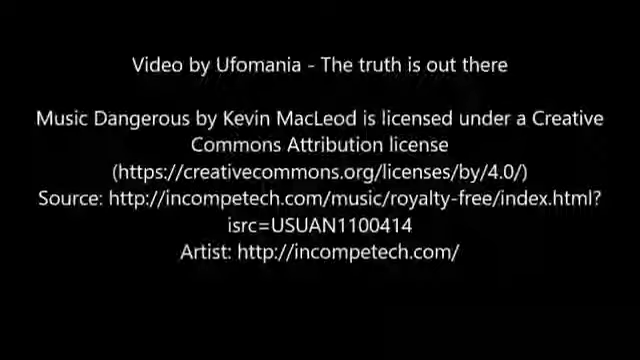 Video by Ufomania - The truth is out there
Music Dangerous by Kevin MacLeod is licensed under a Creative
Commons Attribution license
(https://creativecommons.org/licenses/by/4.0/)
Source: http://incompetech.com/music/royalty-free/index.html?
isrc=USUAN1100414
Artist: http://incompetech.com/